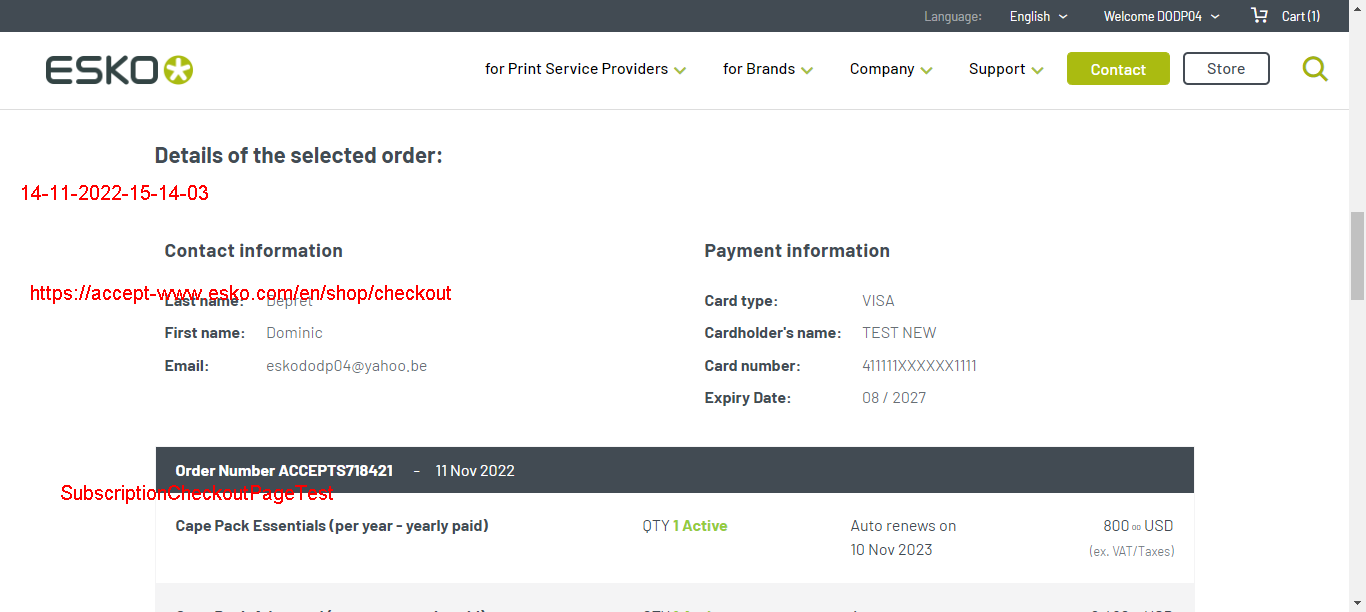 Language: English Welcome DODP04 Cart (1)
ESKO for Print Service Providers for Brands Company Support Contact Store
Details of the selected order:
14-11-2022-15-14-03
Contact information Payment information
https://accept-www.esko.com/en/shop/checkout
Last name: Depret Card type: VISA
First name: Dominic Cardholder's name: TEST NEW
Email: eskododp04@yahoo.be Card number: 411111XXXXXX1111
Expiry Date: 08 / 2027
Order Number ACCEPTS718421 - 11 Nov 2022
SubscriptionCheckoutPageTest
Cape Pack Essentials (per year - yearly paid) QTY 1 Active Auto renews on 800 00 USD
10 Nov 2023 (ex. VAT/Taxes)